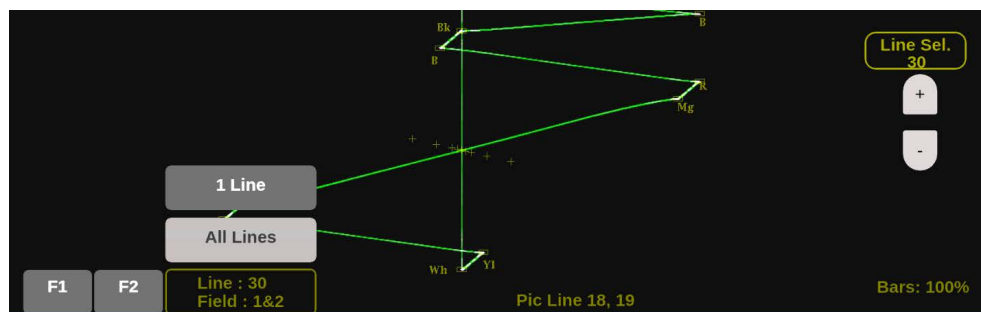 B
Bk
B
Line Sel.
30
+
R
Mg
-
1 Line
All Lines
Wh
Yl
F1
F2
Line : 30
Field : 1&2
Pic Line 18, 19
Bars: 100%